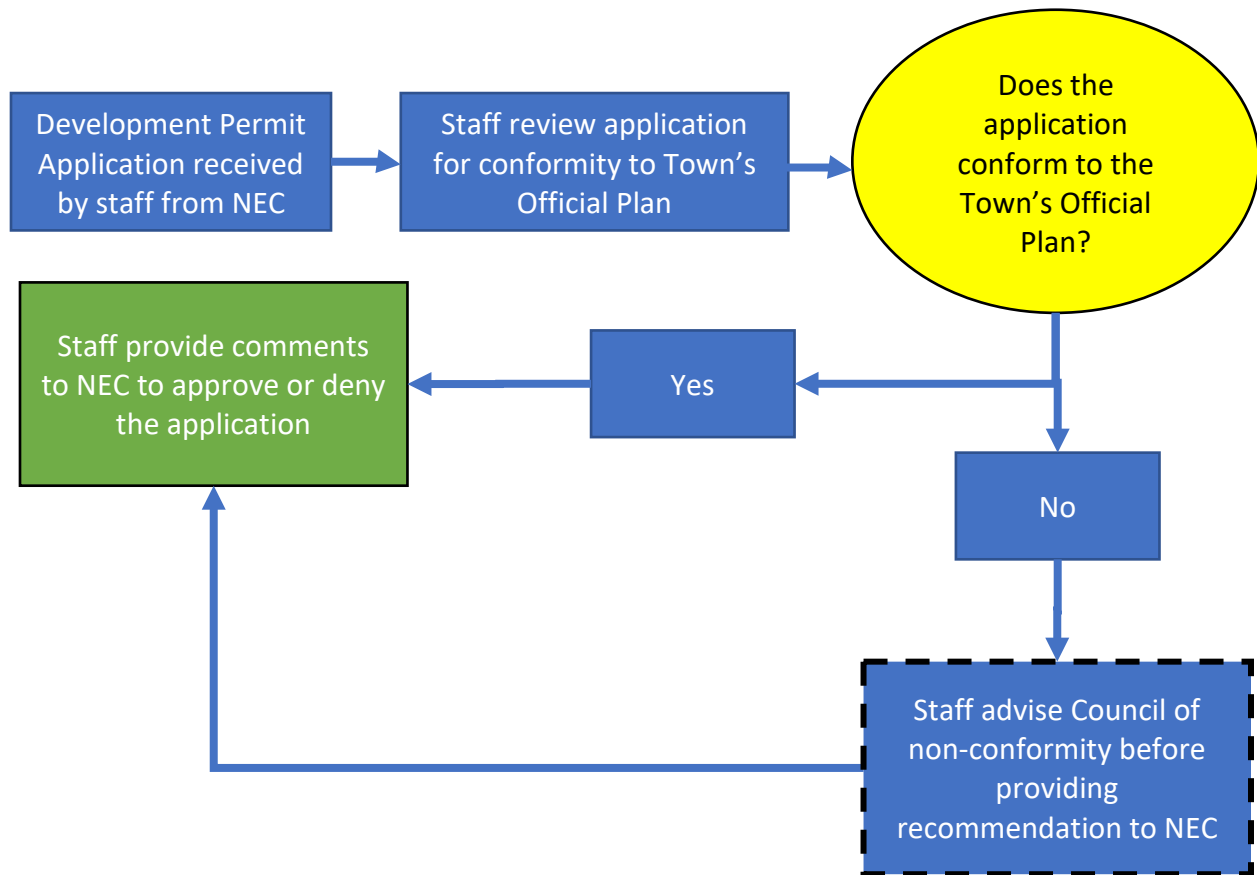 Development Permit
Application received
by staff from NEC
Staff review application
for conformity to Town’s
Official Plan
Does the
application
conform to the
Town’s Official
Plan?
Staff provide comments
to NEC to approve or deny
the application
Yes
No
Staff advise Council of
non-conformity before
providing
recommendation to NEC